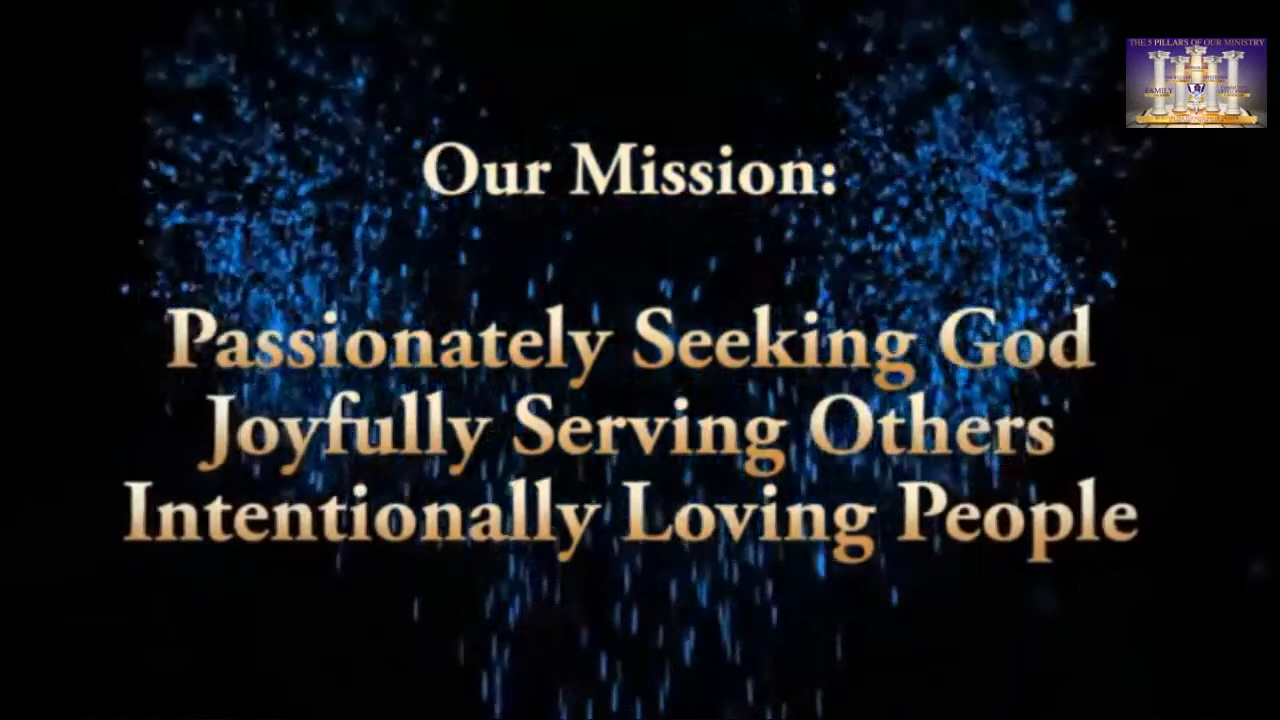 THE 5 PILLARS OF OUR MINISTRY
FAMILY
Our Mission:
Passionately Seeking God
Joyfully Serving Others
Intentionally Loving People